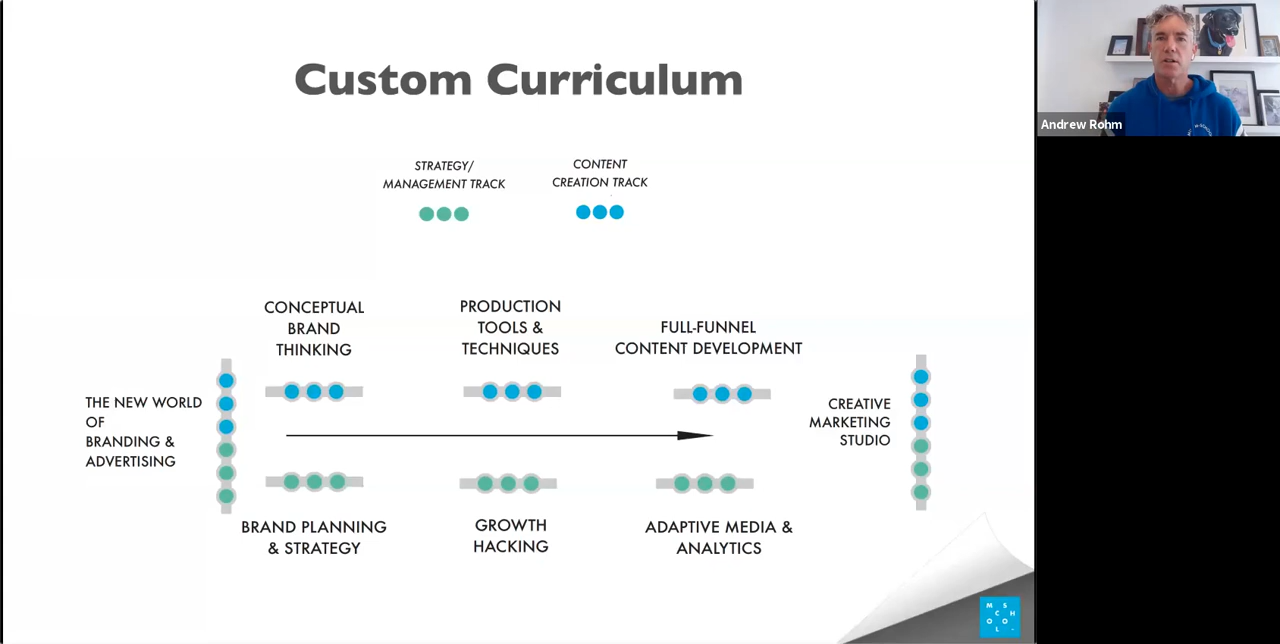 Custom Curriculum
STRATEGY/
MANAGEMENT TRACK
CONTENT
CREATION TRACK
CONCEPTUAL
BRAND
THINKING
PRODUCTION
TOOLS &
TECHNIQUES
FULL-FUNNEL
CONTENT DEVELOPMENT
THE NEW WORLD
OF
BRANDING &
ADVERTISING
CREATIVE
MARKETING
STUDIO
BRAND PLANNING
& STRATEGY
GROWTH
HACKING
ADAPTIVE MEDIA &
ANALYTICS
M S
C H
O O
L -
Andrew Rohm